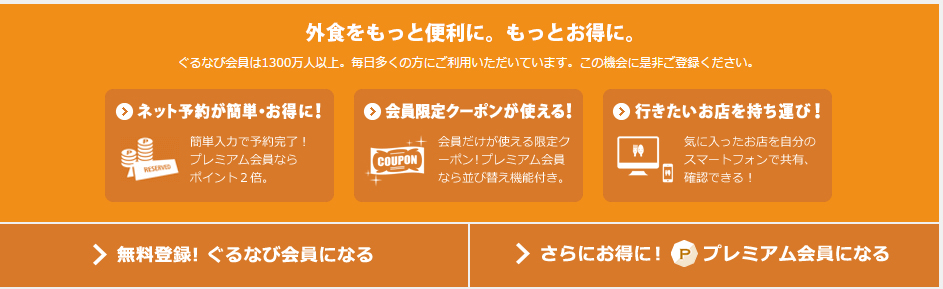 外食をもっと便利に。もっとお得に。
ぐるなび会員は1300万人以上。毎日多くの方にご利用いただいています。この機会に是非ご登録ください。
ネット予約が簡単・お得に!
簡単入力で予約完了!
プレミアム会員なら
ポイント２倍。
RESERVED
会員限定クーポンが使える!
会員だけが使える限定ク
ーポン!プレミアム会員
なら並び替え機能付き。
COUPON
行きたいお店を持ち運び!
気に入ったお店を自分の
スマートフォンで共有、
確認できる!
無料登録! ぐるなび会員になる
さらにお得に! P プレミアム会員になる